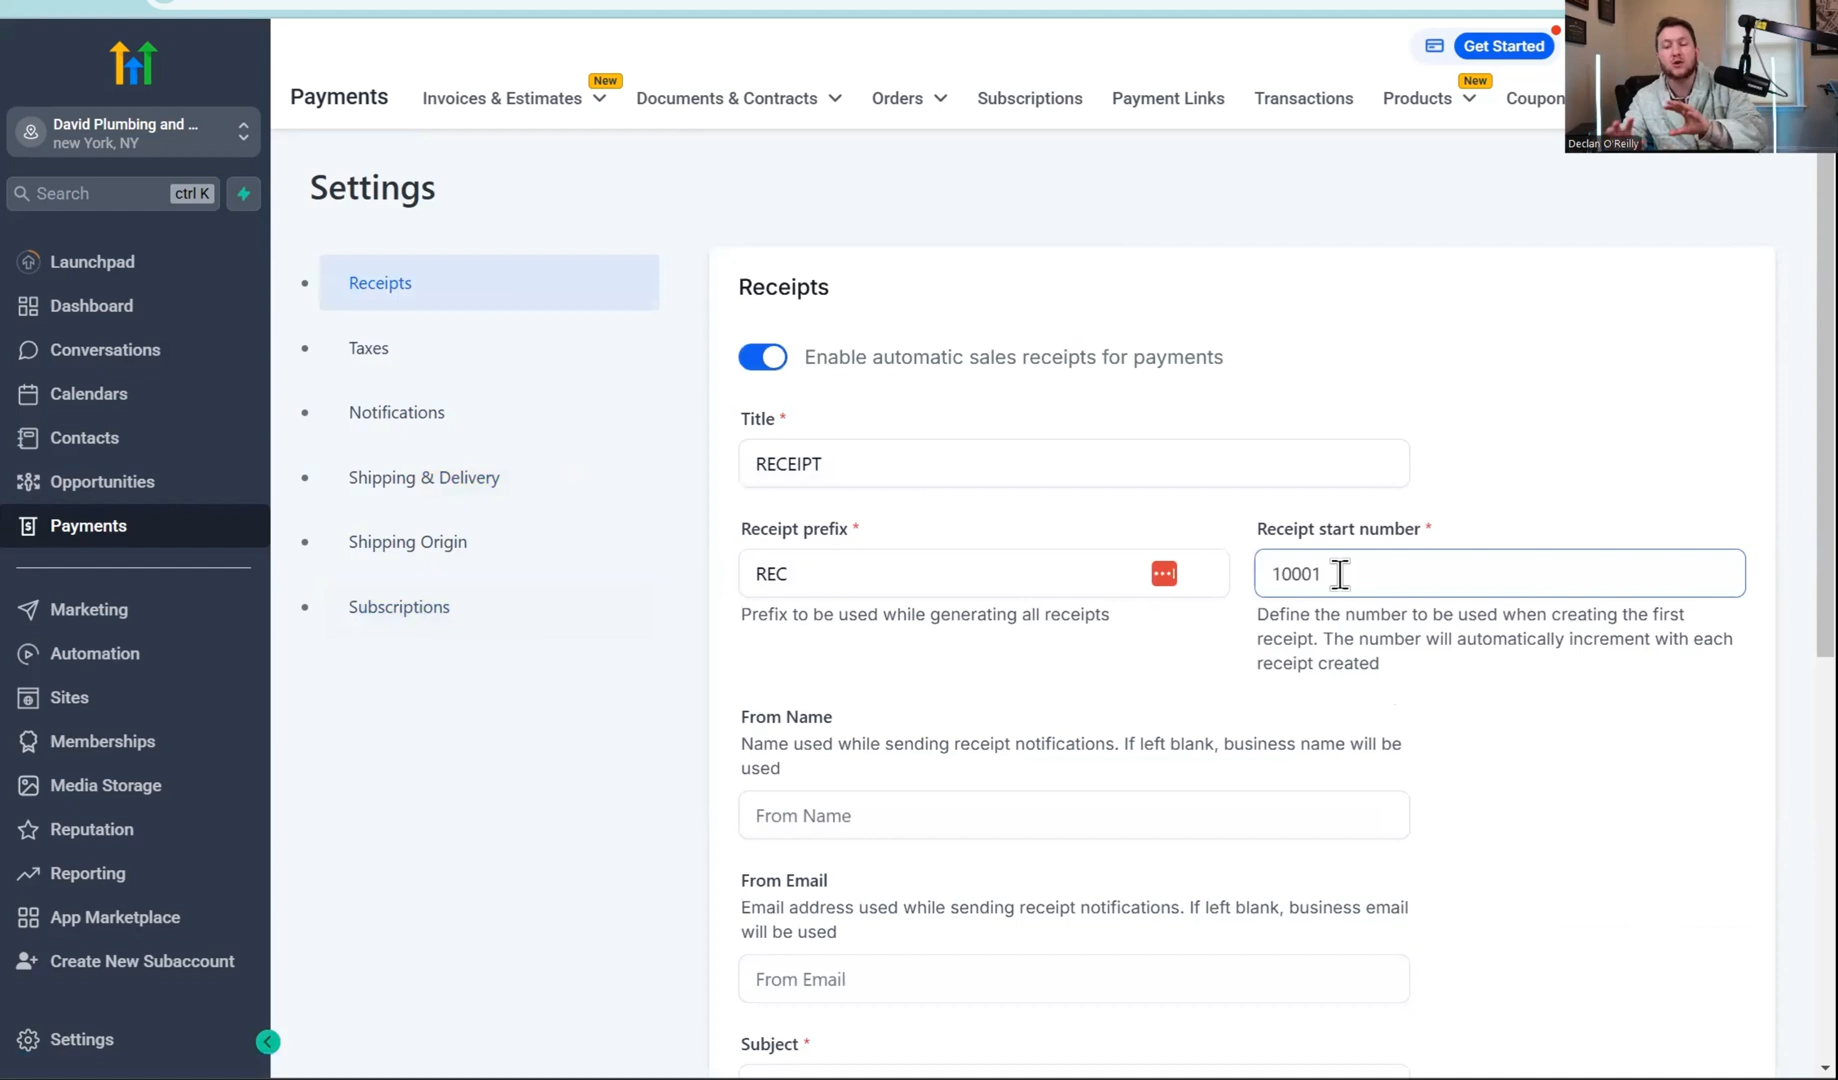 David Plumbing and ...
new York, NY
Search
ctrl K
Launchpad
Dashboard
Conversations
Calendars
Contacts
Opportunities
Payments
Marketing
Automation
Sites
Memberships
Media Storage
Reputation
Reporting
App Marketplace
Create New Subaccount
Settings
Get Started
Payments
Invoices & Estimates
New
Documents & Contracts
Orders
Subscriptions
Payment Links
Transactions
Products
New
Coupon
Declan O'Reilly
Settings
Receipts
Taxes
Notifications
Shipping & Delivery
Shipping Origin
Subscriptions
Receipts
Enable automatic sales receipts for payments
Title *
RECEIPT
Receipt prefix *
REC
Prefix to be used while generating all receipts
Receipt start number *
10001
Define the number to be used when creating the first
receipt. The number will automatically increment with each
receipt created
From Name
Name used while sending receipt notifications. If left blank, business name will be
used
From Name
From Email
Email address used while sending receipt notifications. If left blank, business email
will be used
From Email
Subject *